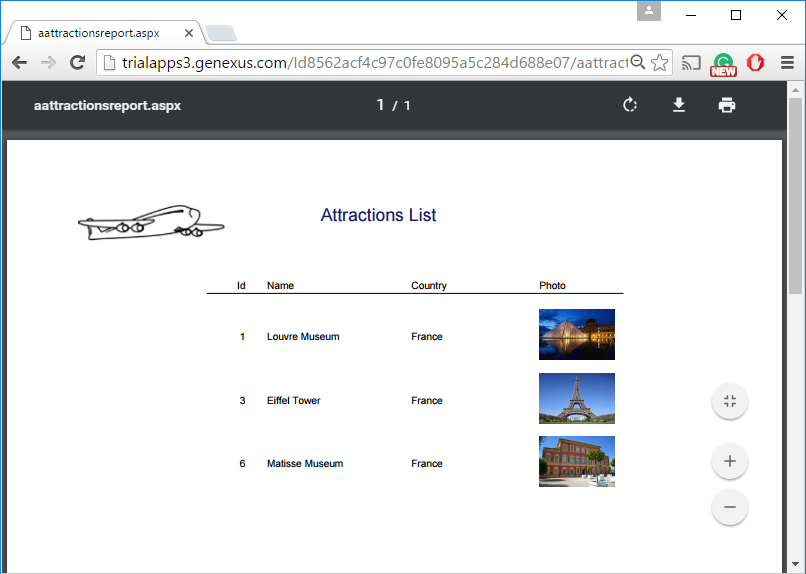 aattractionsreport.aspx
trialapps3.genexus.com/Id8562acf4c97c0fe8095a5c284d688e07/aattract
NEW
aattractionsreport.aspx 1 / 1
Attractions List
Id Name Country Photo
1 Louvre Museum France
3 Eiffel Tower France
6 Matisse Museum France